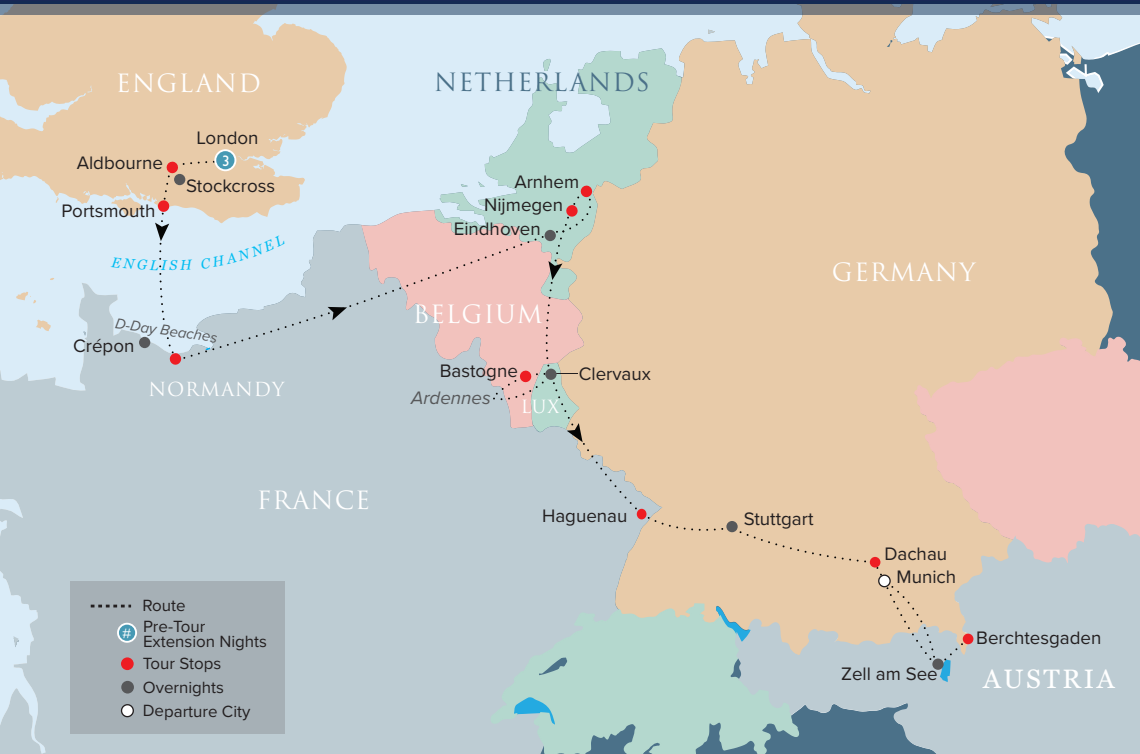 ENGLAND
NETHERLANDS
London
3
Aldbourne
Stockcross
Portsmouth
Arnhem
Nijmegen
Eindhoven
ENGLISH CHANNEL
GERMANY
BELGIUM
D-Day Beaches
Crépon
NORMANDY
Bastogne
Clervaux
Ardennes
LUX
FRANCE
Haguenau
Stuttgart
Dachau
Munich
Berchtesgaden
Zell am See
AUSTRIA
Route
# Pre-Tour
Extension Nights
Tour Stops
Overnights
Departure City